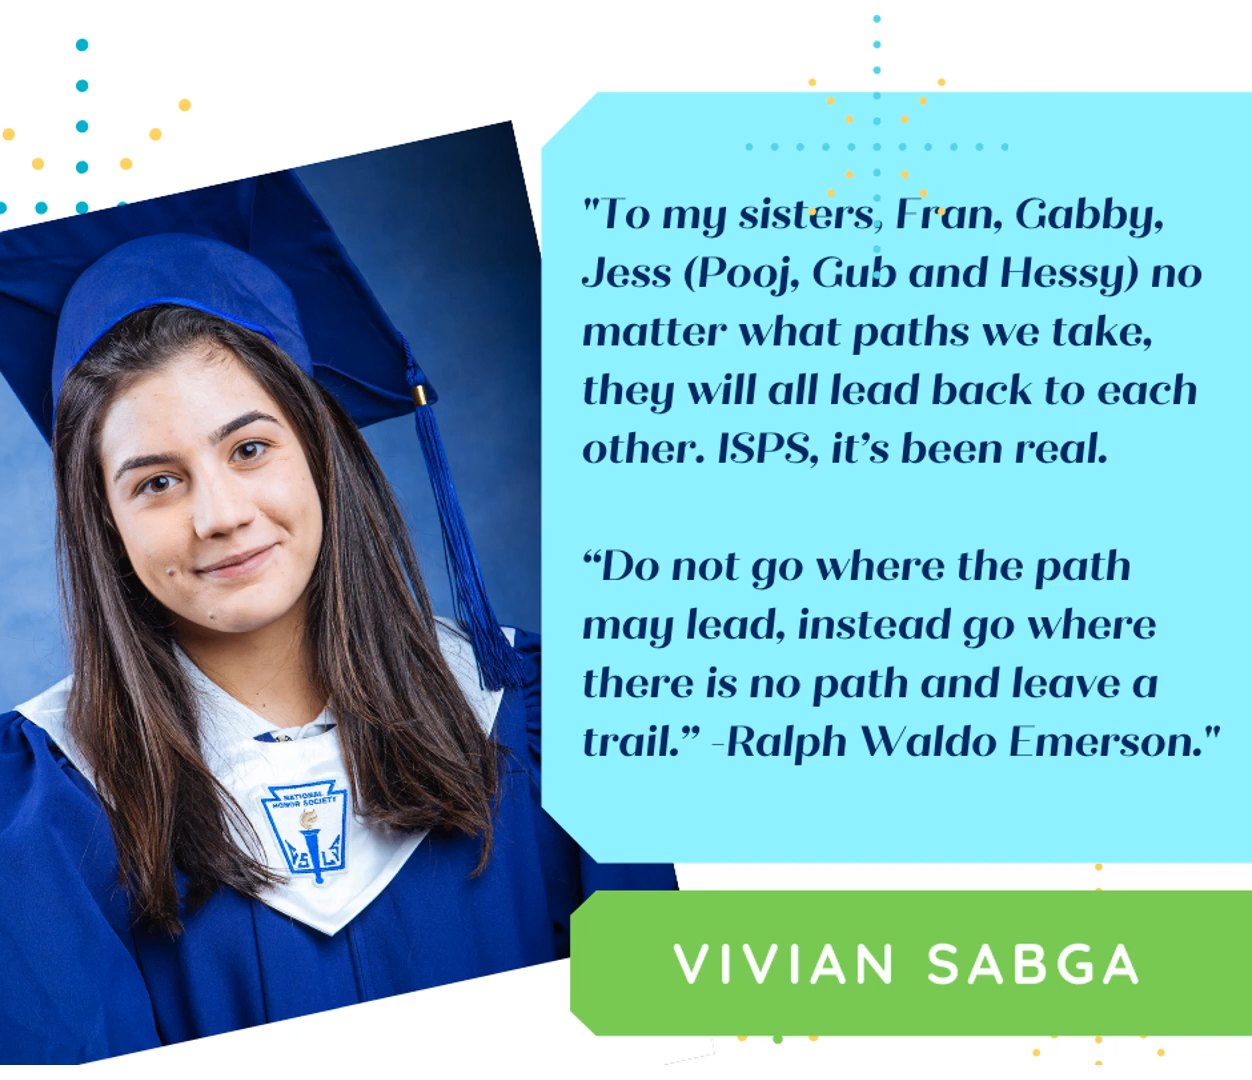 "To my sisters, Fran, Gabby,
Jess (Pooj, Gub and Hessy) no
matter what paths we take,
they will all lead back to each
other. ISPS, it’s been real.
“Do not go where the path
may lead, instead go where
there is no path and leave a
trail.” -Ralph Waldo Emerson."
NATIONAL
HONOR SOCIETY
C S L S
VIVIAN SABGA